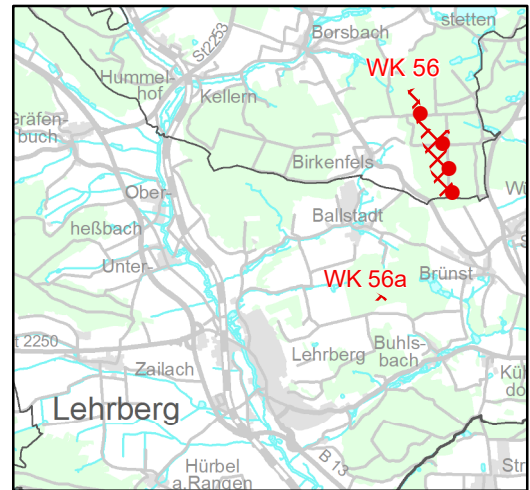 stetten
St2253
Borsbach
WK 56
Hummel-
hof
Kellern
Gräfen-
buch
Birkenfels
Ober-
Ballstadt
heßbach
Unter-
Brünst
WK 56a
t 2250
Lehrberg
Buhls-
bach
Zailach
Lehrberg
B 13
Hürbel
a.Rangen
Str